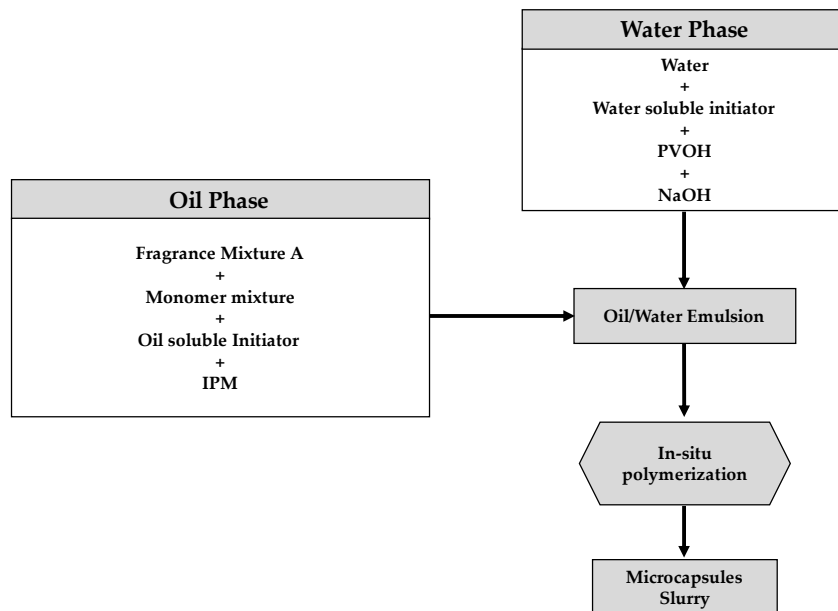 Water Phase
Water
+
Water soluble initiator
+
PVOH
+
NaOH
Oil Phase
Fragrance Mixture A
+
Monomer mixture
+
Oil soluble Initiator
+
IPM
Oil/Water Emulsion
In-situ
polymerization
Microcapsules
Slurry